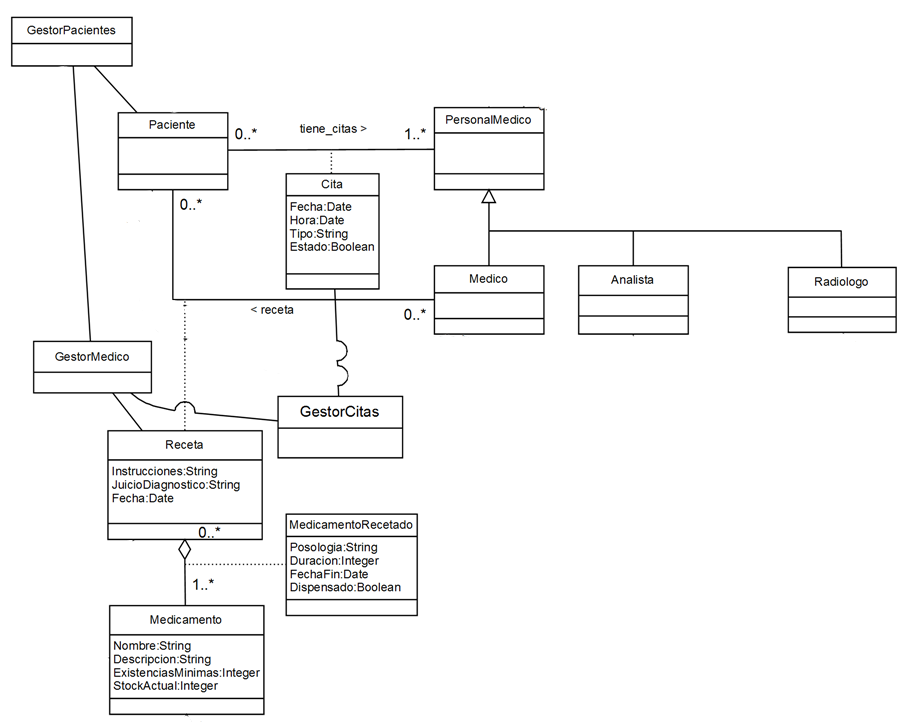 GestorPacientes
Paciente
0..*
tiene_citas >
1..*
PersonalMedico
Cita
Fecha:Date
Hora:Date
Tipo:String
Estado:Boolean
0..*
Medico
Analista
Radiologo
< receta
0..*
GestorMedico
GestorCitas
Receta
Instrucciones:String
JuicioDiagnostico:String
Fecha:Date
0..*
MedicamentoRecetado
Posologia:String
Duracion:Integer
FechaFin:Date
Dispensado:Boolean
1..*
Medicamento
Nombre:String
Descripcion:String
ExistenciasMinimas:Integer
StockActual:Integer